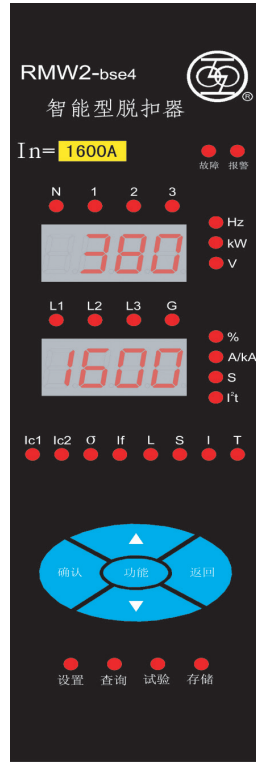 RMW2-bse4
®
智能型脱扣器
In= 1600A
故障 报警
N 1 2 3
Hz
380
kW
V
L1 L2 L3 G
%
1600
A/kA
S
I²t
Ic1 Ic2 σ If L S I T
确认 功能 返回
设置 查询 试验 存储